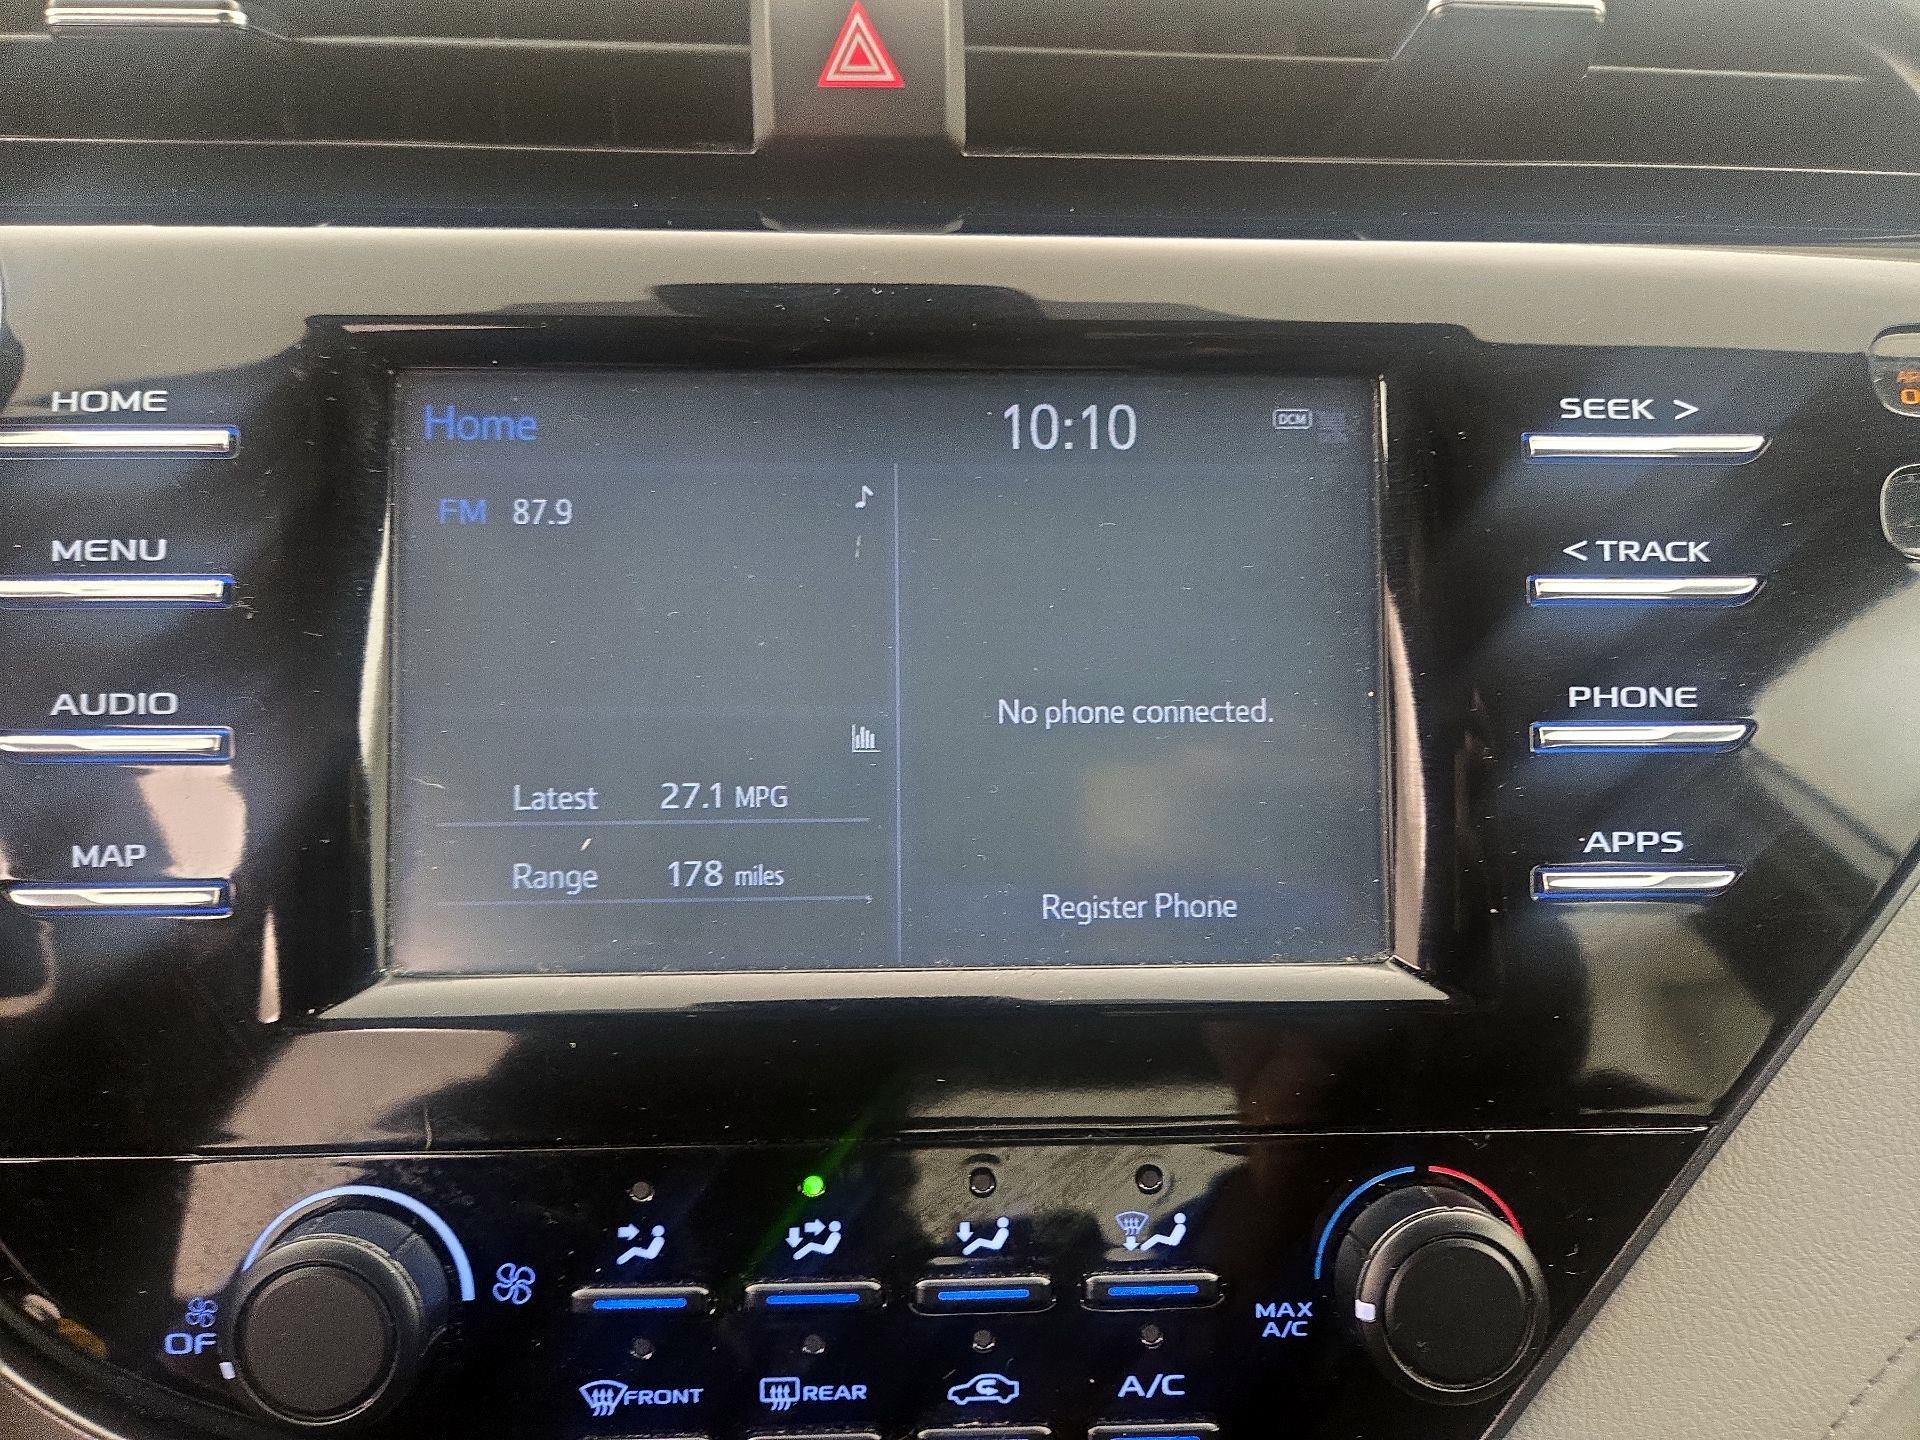 HOME
MENU
AUDIO
MAP
Home
10:10
DCM
FM 87.9
Latest 27.1 MPG
Range 178 miles
No phone connected.
Register Phone
SEEK >
< TRACK
PHONE
APPS
OF
MAX
A/C
FRONT
REAR
A/C